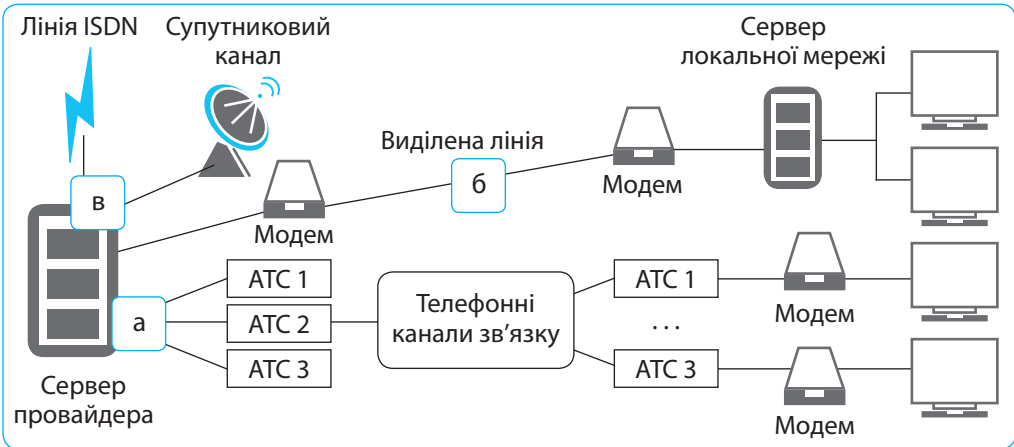 Лінія ISDN
Супутниковий
канал
Сервер
локальної мережі
Виділена лінія
в
б
Модем
Модем
а
АТС 1
АТС 2
АТС 3
Телефонні
канали зв'язку
АТС 1
...
АТС 3
Модем
Модем
Сервер
провайдера